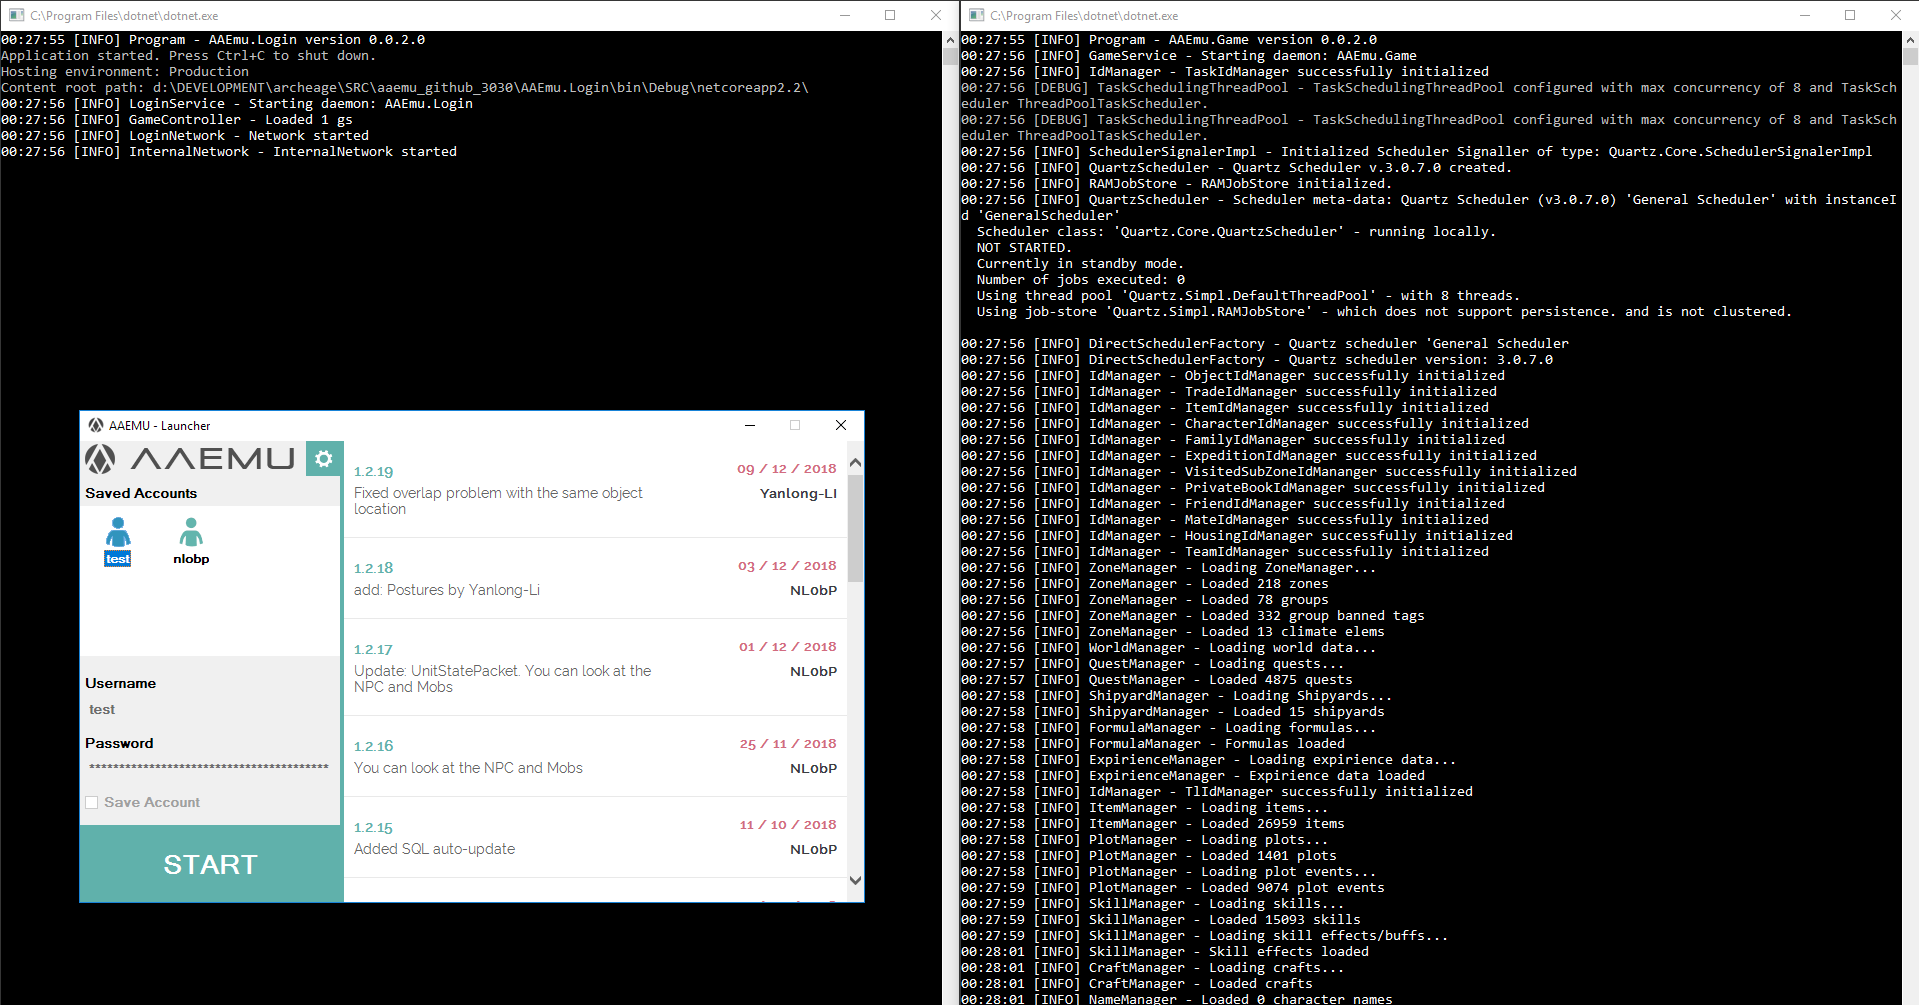 C:\Program Files\dotnet\dotnet.exe
00:27:55 [INFO] Program - AAEmu.Login version 0.0.2.0
Application started. Press Ctrl+C to shut down.
Hosting environment: Production
Content root path: d:\DEVELOPMENT\archeage\SRC\aaemu_github_3030\AAEmu.Login\bin\Debug\netcoreapp2.2\
00:27:56 [INFO] LoginService - Starting daemon: AAEmu.Login
00:27:56 [INFO] GameController - Loaded 1 gs
00:27:56 [INFO] LoginNetwork - Network started
00:27:56 [INFO] InternalNetwork - InternalNetwork started
AAEMU - Launcher
AAEMU
Saved Accounts
test
nlobp
Username
test
Password
****************************************
Save Account
START
1.2.19
09 / 12 / 2018
Fixed overlap problem with the same object
location
Yanlong-LI
1.2.18
03 / 12 / 2018
add: Postures by Yanlong-Li
NL0bP
1.2.17
01 / 12 / 2018
Update: UnitStatePacket. You can look at the
NPC and Mobs
NL0bP
1.2.16
25 / 11 / 2018
You can look at the NPC and Mobs
NL0bP
1.2.15
11 / 10 / 2018
Added SQL auto-update
NL0bP
C:\Program Files\dotnet\dotnet.exe
00:27:55 [INFO] Program - AAEmu.Game version 0.0.2.0
00:27:56 [INFO] GameService - Starting daemon: AAEmu.Game
00:27:56 [INFO] IdManager - TaskIdManager successfully initialized
00:27:56 [DEBUG] TaskSchedulingThreadPool - TaskSchedulingThreadPool configured with max concurrency of 8 and TaskSch
eduler ThreadPoolTaskScheduler.
00:27:56 [DEBUG] TaskSchedulingThreadPool - TaskSchedulingThreadPool configured with max concurrency of 8 and TaskSch
eduler ThreadPoolTaskScheduler.
00:27:56 [INFO] SchedulerSignalerImpl - Initialized Scheduler Signaller of type: Quartz.Core.SchedulerSignalerImpl
00:27:56 [INFO] QuartzScheduler - Quartz Scheduler v.3.0.7.0 created.
00:27:56 [INFO] RAMJobStore - RAMJobStore initialized.
00:27:56 [INFO] QuartzScheduler - Scheduler meta-data: Quartz Scheduler (v3.0.7.0) 'General Scheduler' with instanceI
d 'GeneralScheduler'
Scheduler class: 'Quartz.Core.QuartzScheduler' - running locally.
NOT STARTED.
Currently in standby mode.
Number of jobs executed: 0
Using thread pool 'Quartz.Simpl.DefaultThreadPool' - with 8 threads.
Using job-store 'Quartz.Simpl.RAMJobStore' - which does not support persistence. and is not clustered.
00:27:56 [INFO] DirectSchedulerFactory - Quartz scheduler 'General Scheduler
00:27:56 [INFO] DirectSchedulerFactory - Quartz scheduler version: 3.0.7.0
00:27:56 [INFO] IdManager - ObjectIdManager successfully initialized
00:27:56 [INFO] IdManager - TradeIdManager successfully initialized
00:27:56 [INFO] IdManager - ItemIdManager successfully initialized
00:27:56 [INFO] IdManager - CharacterIdManager successfully initialized
00:27:56 [INFO] IdManager - FamilyIdManager successfully initialized
00:27:56 [INFO] IdManager - ExpeditionIdManager successfully initialized
00:27:56 [INFO] IdManager - VisitedSubZoneIdMananger successfully initialized
00:27:56 [INFO] IdManager - PrivateBookIdManager successfully initialized
00:27:56 [INFO] IdManager - FriendIdManager successfully initialized
00:27:56 [INFO] IdManager - MateIdManager successfully initialized
00:27:56 [INFO] IdManager - HousingIdManager successfully initialized
00:27:56 [INFO] IdManager - TeamIdManager successfully initialized
00:27:56 [INFO] ZoneManager - Loading ZoneManager...
00:27:56 [INFO] ZoneManager - Loaded 218 zones
00:27:56 [INFO] ZoneManager - Loaded 78 groups
00:27:56 [INFO] ZoneManager - Loaded 332 group banned tags
00:27:56 [INFO] ZoneManager - Loaded 13 climate elems
00:27:56 [INFO] WorldManager - Loading world data...
00:27:57 [INFO] QuestManager - Loading quests...
00:27:57 [INFO] QuestManager - Loaded 4875 quests
00:27:58 [INFO] ShipyardManager - Loading Shipyards...
00:27:58 [INFO] ShipyardManager - Loaded 15 shipyards
00:27:58 [INFO] FormulaManager - Loading formulas...
00:27:58 [INFO] FormulaManager - Formulas loaded
00:27:58 [INFO] ExpirienceManager - Loading expirience data...
00:27:58 [INFO] ExpirienceManager - Expirience data loaded
00:27:58 [INFO] IdManager - TlIdManager successfully initialized
00:27:58 [INFO] ItemManager - Loading items...
00:27:58 [INFO] ItemManager - Loaded 26959 items
00:27:58 [INFO] PlotManager - Loading plots...
00:27:58 [INFO] PlotManager - Loaded 1401 plots
00:27:58 [INFO] PlotManager - Loading plot events...
00:27:59 [INFO] PlotManager - Loaded 9074 plot events
00:27:59 [INFO] SkillManager - Loading skills...
00:27:59 [INFO] SkillManager - Loaded 15093 skills
00:27:59 [INFO] SkillManager - Loading skill effects/buffs...
00:28:01 [INFO] SkillManager - Skill effects loaded
00:28:01 [INFO] CraftManager - Loading crafts...
00:28:01 [INFO] CraftManager - Loaded crafts
00:28:01 [INFO] NameManager - Loaded 0 character names